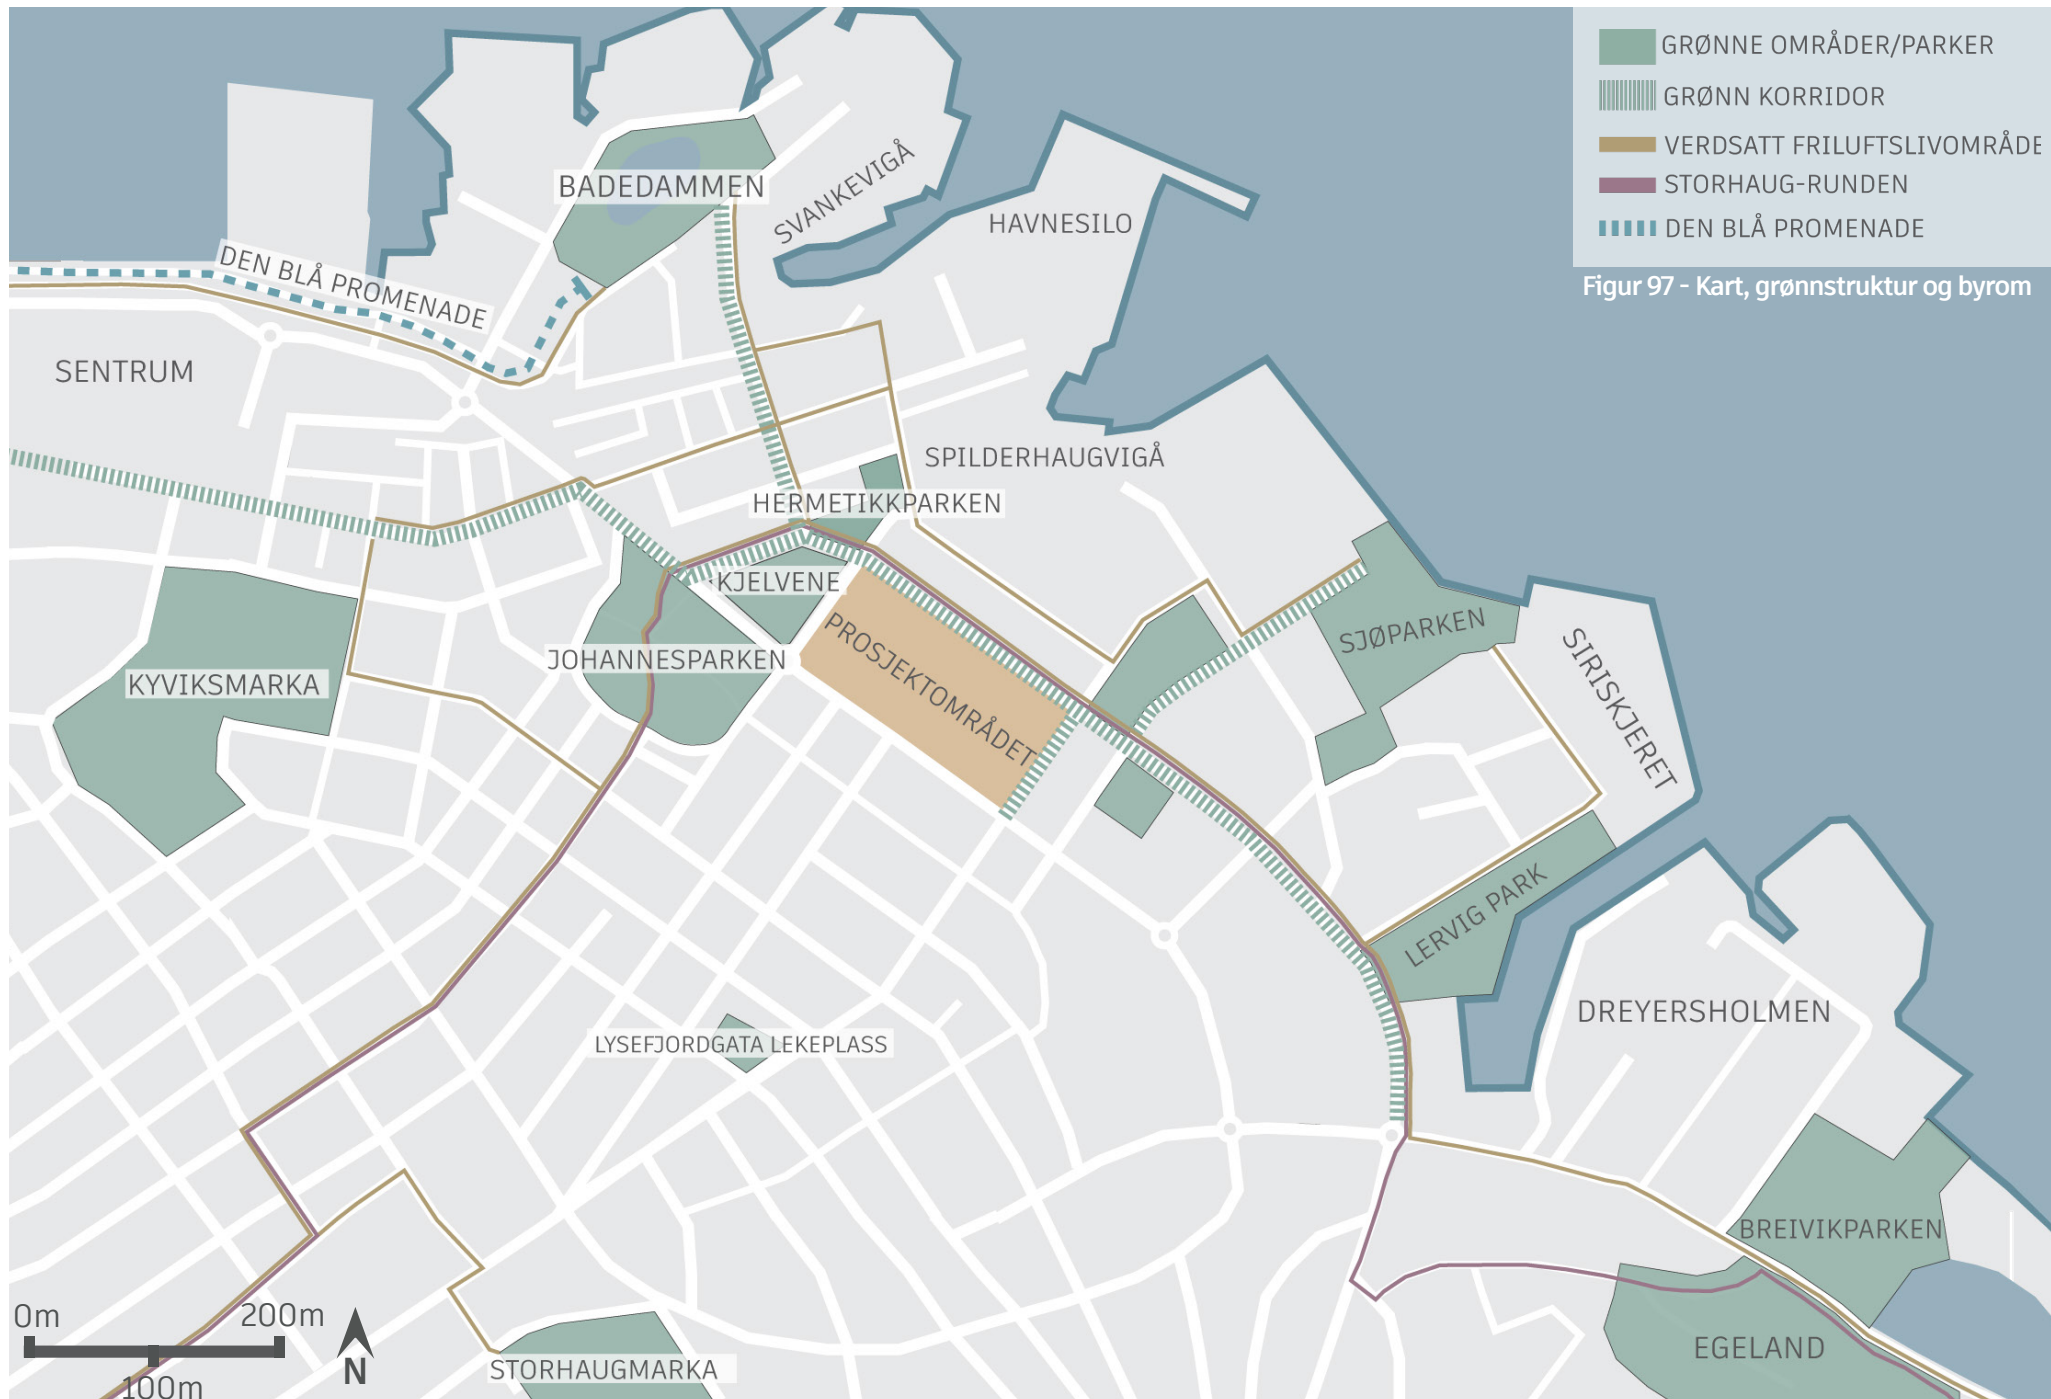 GRØNNE OMRÅDER/PARKER
GRØNN KORRIDOR
VERDSATT FRILUFTSLIVOMRÅDE
STORHAUG-RUNDEN
DEN BLÅ PROMENADE
Figur 97 - Kart, grønnstruktur og byrom
BADEDAMMEN
SVANKEVIGÅ
HAVNESILO
DEN BLÅ PROMENADE
SENTRUM
SPILDERHAUGVIGÅ
HERMETIKKPARKEN
KJELVENE
PROSJEKTOMRÅDET
JOHANNESPARKEN
KYVIKSMARKA
SJØPARKEN
SIRISKJERET
LERVIG PARK
DREYERSHOLMEN
LYSEFJORDGATA LEKEPLASS
BREIVIKPARKEN
EGELAND
STORHAUGMARKA
0m
200m
100m
N